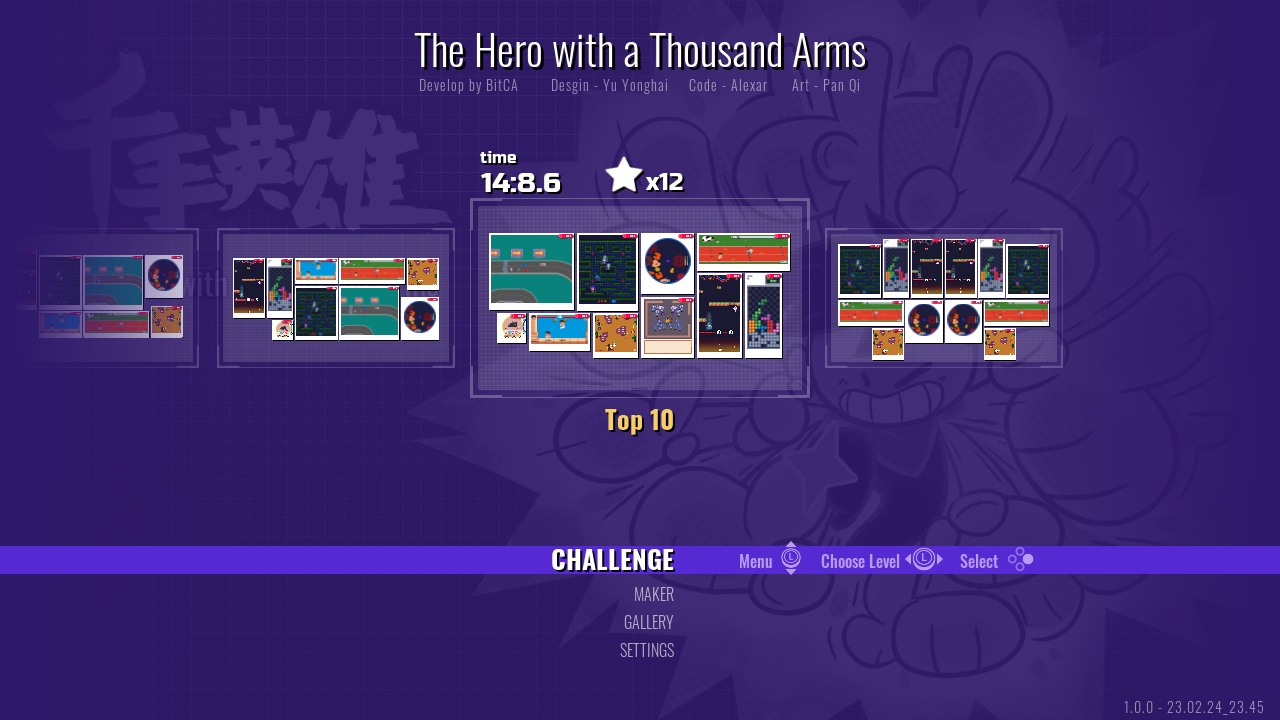 The Hero with a Thousand Arms
Develop by BitCA Desgin - Yu Yonghai Code - Alexar Art - Pan Qi
千手英雄
time
14:8.6 x12
Top 10
CHALLENGE Menu L Choose Level L Select
MAKER
GALLERY
SETTINGS
1.0.0 - 23.02.24_23.45